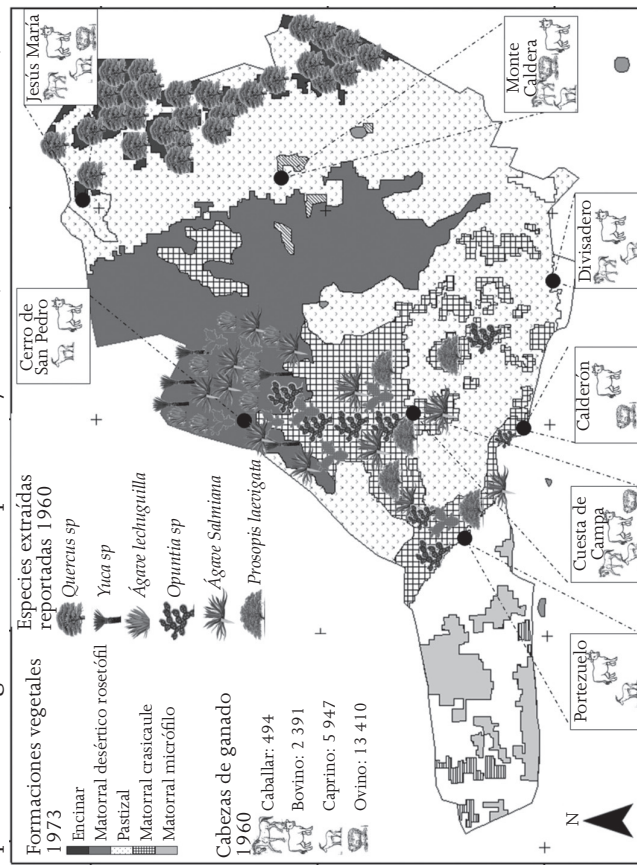 Formaciones vegetales
1973
Encinar
Matorral desértico rosetófil
Pastizal
Matorral crasicaule
Matorral micrófilo
Cabezas de ganado
1960
Caballar: 494
Bovino: 2 391
Caprino: 5 947
Ovino: 13 410
Especies extraídas
reportadas 1960
Quercus sp
Yuca sp
Ágave lechuguilla
Opuntia sp
Ágave Salmiana
Prosopis laevigata
Cerro de
San Pedro
Jesús María
Monte
Caldera
Divisadero
Calderón
Cuesta de
Campa
Portezuelo
N